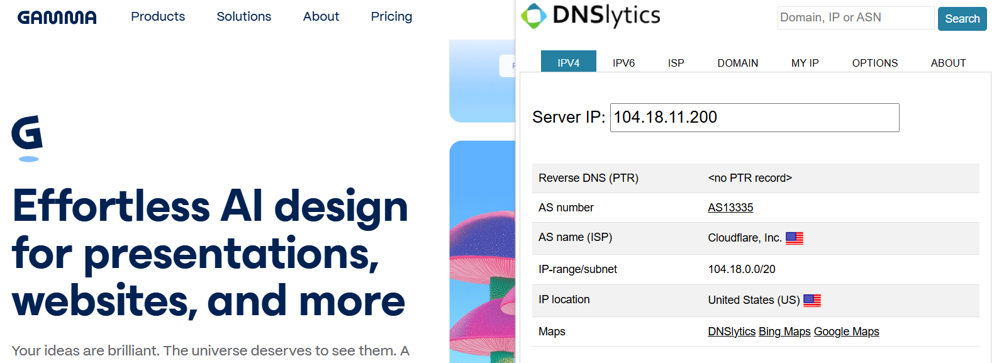 GAMMA
Products Solutions About Pricing
G
Effortless AI design
for presentations,
websites, and more
Your ideas are brilliant. The universe deserves to see them. A
DNSlytics
Domain, IP or ASN Search
IPV4 IPV6 ISP DOMAIN MY IP OPTIONS ABOUT
Server IP: 104.18.11.200
Reverse DNS (PTR) <no PTR record>
AS number AS13335
AS name (ISP) Cloudflare, Inc.
IP-range/subnet 104.18.0.0/20
IP location United States (US)
Maps DNSlytics Bing Maps Google Maps